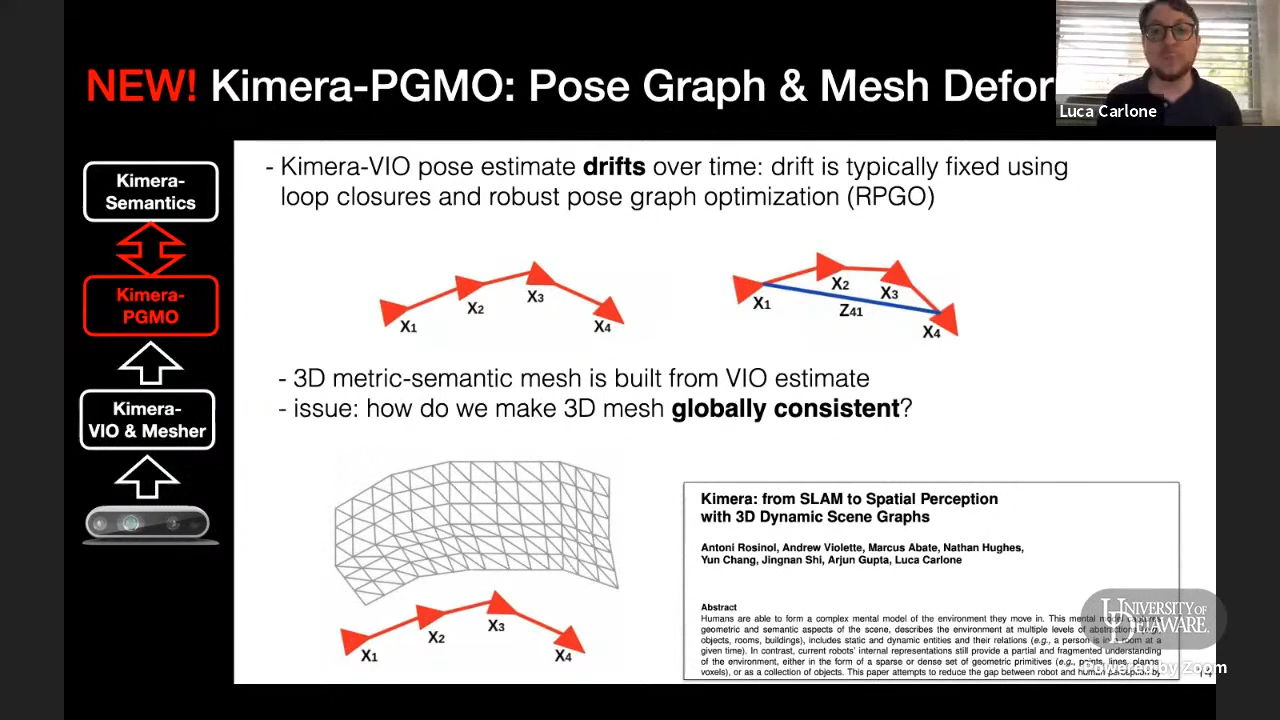 NEW! Kimera-PGMO: Pose Graph & Mesh Defor
Luca Carlone
Kimera-
Semantics
Kimera-
PGMO
Kimera-
VIO & Mesher
- Kimera-VIO pose estimate drifts over time: drift is typically fixed using
loop closures and robust pose graph optimization (RPGO)
X1
X2
X3
X4
X1
X2
X3
Z41
X4
- 3D metric-semantic mesh is built from VIO estimate
- issue: how do we make 3D mesh globally consistent?
X1
X2
X3
X4
Kimera: from SLAM to Spatial Perception
with 3D Dynamic Scene Graphs
Antoni Rosinol, Andrew Violette, Marcus Abate, Nathan Hughes,
Yun Chang, Jingnan Shi, Arjun Gupta, Luca Carlone
Abstract
Humans are able to form a complex mental model of the environment they move in. This mental
geometric and semantic aspects of the scene, describes the environment at multiple levels of
objects, rooms, buildings), includes static and dynamic entities and their relations (e.g., a person is in a room at a
given time). In contrast, current robots' internal representations still provide a partial and fragmented understanding
of the environment, either in the form of a sparse or dense set of geometric primitives (e.g., points, lines, planes,
voxels), or as a collection of objects. This paper attempts to reduce the gap between robot and human perception by
UNIVERSITY OF
DELAWARE.
Powered by Zoom
14